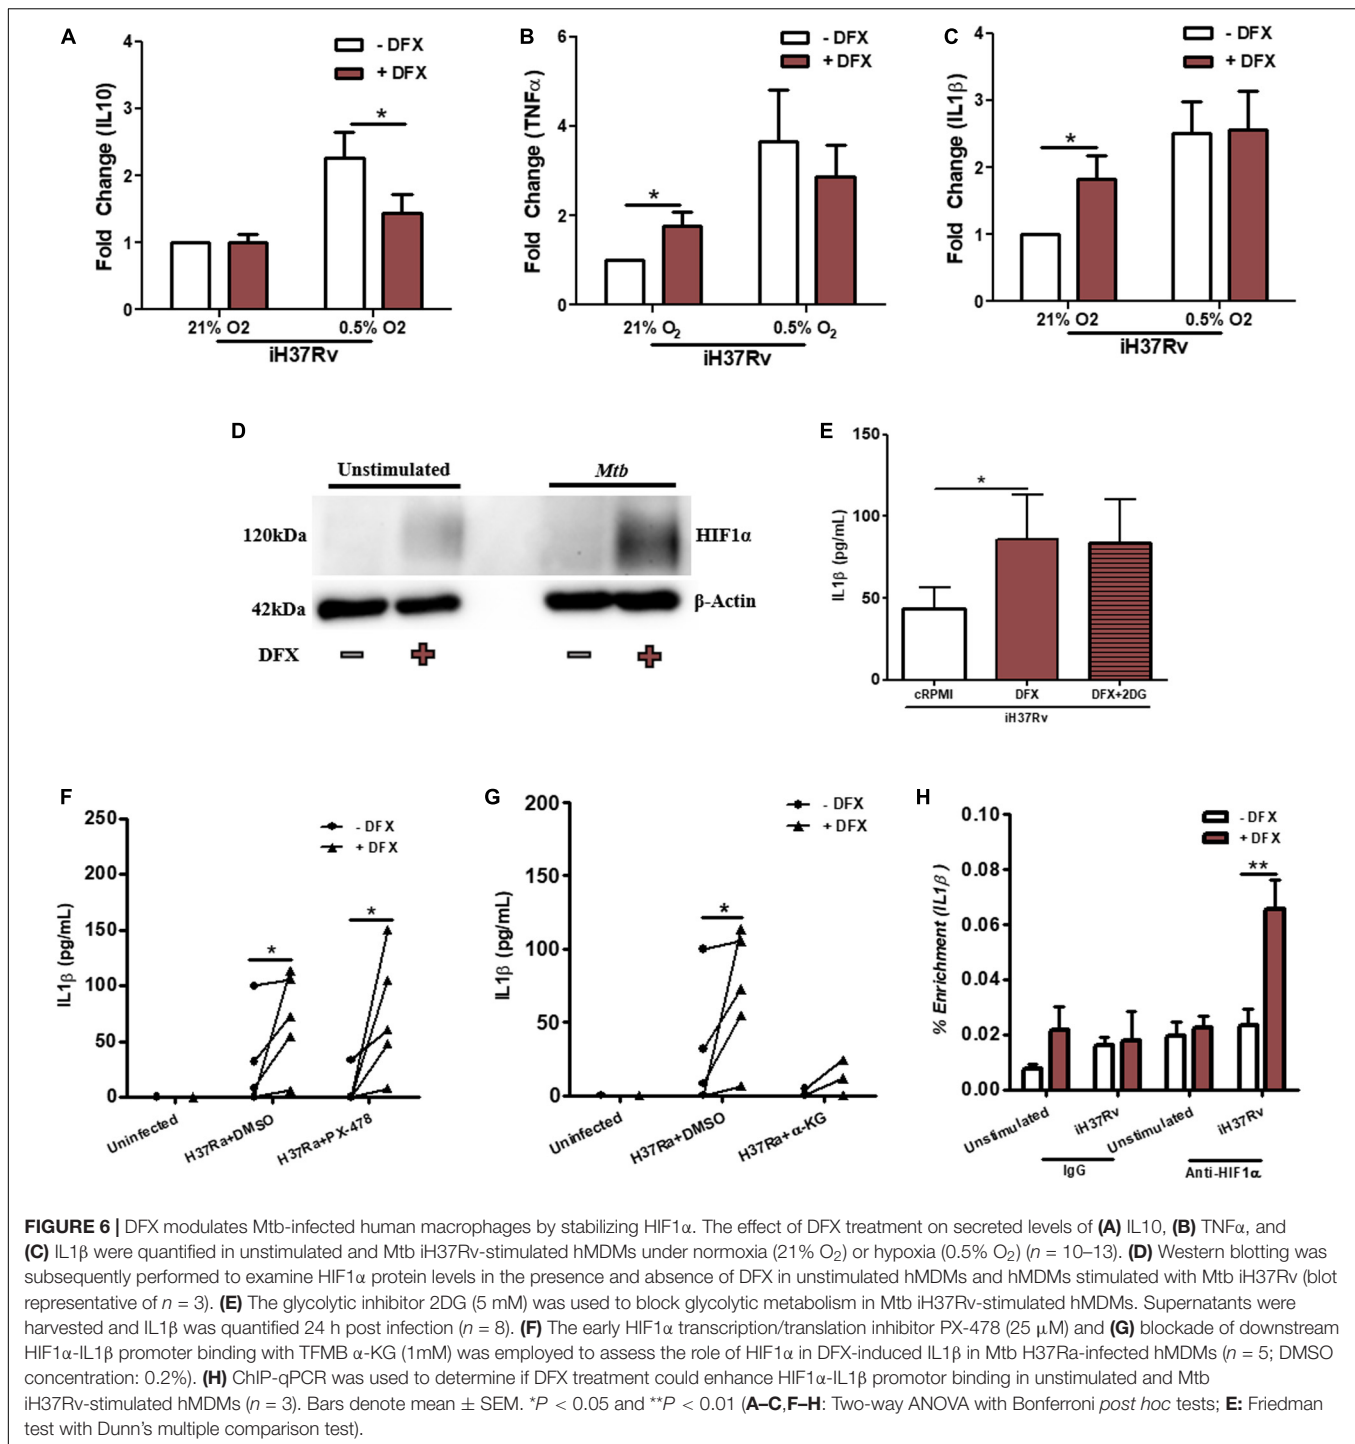 A
Fold Change (IL10)
4
3
2
1
0
- DFX
+ DFX
*
21% O2
0.5% O2
iH37Rv
B
Fold Change (TNFα)
6
4
2
0
- DFX
+ DFX
*
21% O2
0.5% O2
iH37Rv
C
Fold Change (IL1β)
4
3
2
1
0
- DFX
+ DFX
*
21% O2
0.5% O2
iH37Rv
D
Unstimulated
Mtb
120kDa
HIF1α
42kDa
β-Actin
DFX
E
IL1β (pg/mL)
150
100
50
0
*
cRPMI
DFX
DFX+2DG
iH37Rv
F
IL1β (pg/mL)
250
200
150
100
50
0
- DFX
+ DFX
*
*
Uninfected
H37Ra+DMSO
H37Ra+PX-478
G
IL1β (pg/mL)
200
150
100
50
0
- DFX
+ DFX
*
Uninfected
H37Ra+DMSO
H37Ra+α-KG
H
% Enrichment (IL1β )
0.10
0.08
0.06
0.04
0.02
0.00
- DFX
+ DFX
**
Unstimulated
iH37Rv
Unstimulated
iH37Rv
IgG
Anti-HIF1α
FIGURE 6 | DFX modulates Mtb-infected human macrophages by stabilizing HIF1α. The effect of DFX treatment on secreted levels of (A) IL10, (B) TNFα, and
(C) IL1β were quantified in unstimulated and Mtb iH37Rv-stimulated hMDMs under normoxia (21% O2) or hypoxia (0.5% O2) (n = 10–13). (D) Western blotting was
subsequently performed to examine HIF1α protein levels in the presence and absence of DFX in unstimulated hMDMs and hMDMs stimulated with Mtb iH37Rv (blot
representative of n = 3). (E) The glycolytic inhibitor 2DG (5 mM) was used to block glycolytic metabolism in Mtb iH37Rv-stimulated hMDMs. Supernatants were
harvested and IL1β was quantified 24 h post infection (n = 8). (F) The early HIF1α transcription/translation inhibitor PX-478 (25 μM) and (G) blockade of downstream
HIF1α-IL1β promoter binding with TFMB α-KG (1mM) was employed to assess the role of HIF1α in DFX-induced IL1β in Mtb H37Ra-infected hMDMs (n = 5; DMSO
concentration: 0.2%). (H) ChIP-qPCR was used to determine if DFX treatment could enhance HIF1α-IL1β promotor binding in unstimulated and Mtb
iH37Rv-stimulated hMDMs (n = 3). Bars denote mean ± SEM. *P < 0.05 and **P < 0.01 (A–C,F–H: Two-way ANOVA with Bonferroni post hoc tests; E: Friedman
test with Dunn's multiple comparison test).